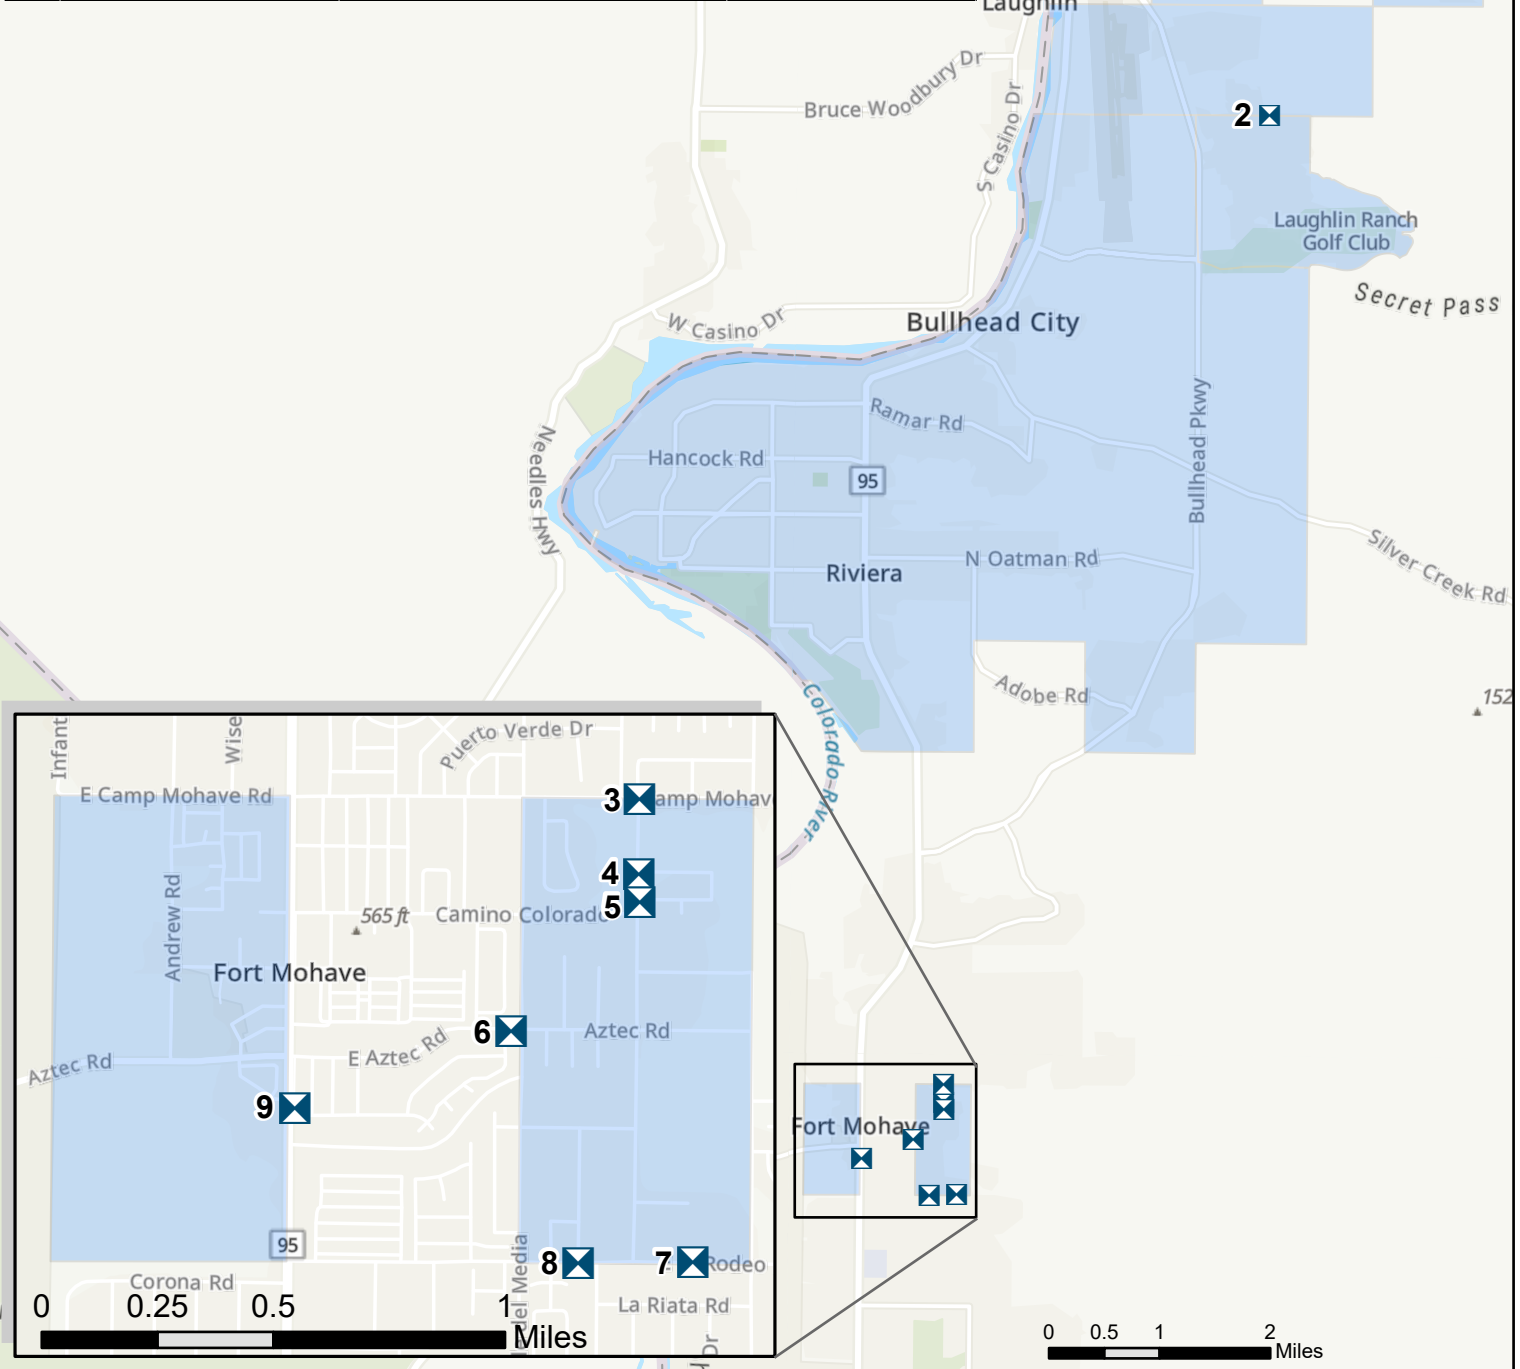 Laughlin
Bruce Woodbury Dr
S Casino Dr
2
Laughlin Ranch
Golf Club
Secret Pass
W Casino Dr
Bullhead City
Needles Hwy
Ramar Rd
Hancock Rd
95
Bullhead Pkwy
N Oatman Rd
Riviera
Silver Creek Rd
Adobe Rd
152
Colorado River
Infant
Wise
Puerto Verde Dr
E Camp Mohave Rd
3
amp Mohav
4
5
Andrew Rd
565 ft
Camino Colorado
Fort Mohave
6
Aztec Rd
E Aztec Rd
Aztec Rd
9
Fort Mohave
95
8
7
Rodeo
del Media
Corona Rd
La Riata Rd
Dr
0 0.25 0.5 1
Miles
0 0.5 1 2
Miles